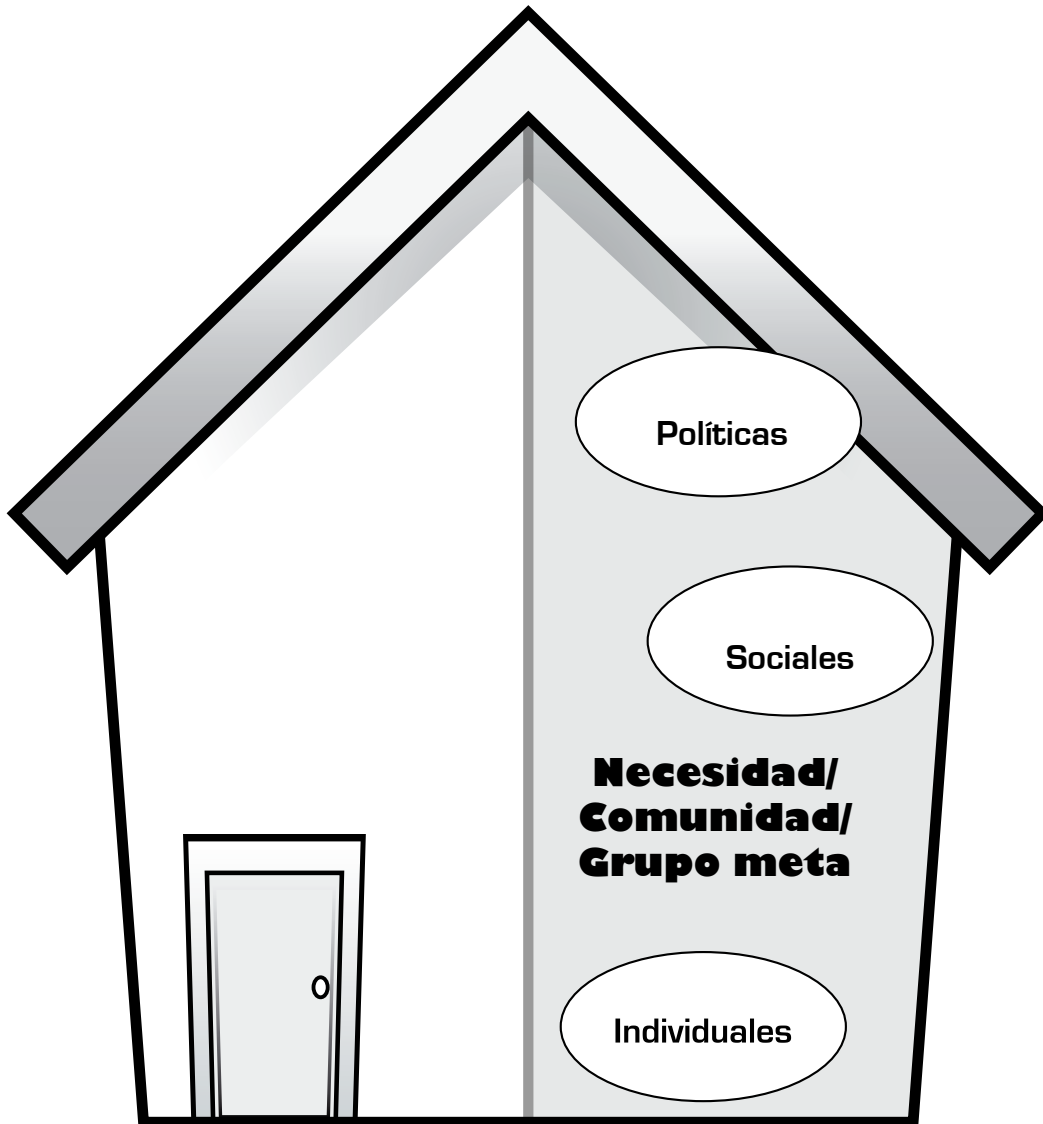 Políticas
Sociales
Necesidad/
Comunidad/
Grupo meta
Individuales